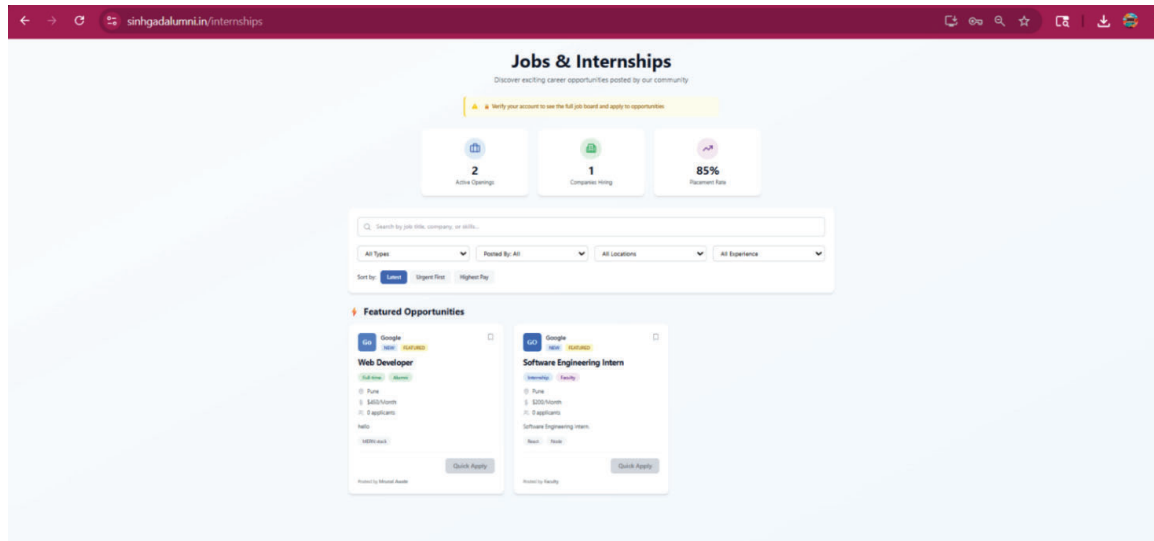 sinhgadalumni.in/internships
Jobs & Internships
Discover exciting career opportunities posted by our community
Verify your account to see the full job board and apply to opportunities
2
Active Openings
1
Companies Hiring
85%
Placement Rate
Search by job title, company, or skills...
All Types
Posted By: All
All Locations
All Experience
Sort by: Latest Urgent First Highest Pay
Featured Opportunities
Go
Google
NEW FEATURED
Web Developer
Full-time Alumni
Pune
$ $450/Month
0 applicants
hello
MERN stack
Quick Apply
Posted by
GO
Google
NEW FEATURED
Software Engineering Intern
Internship Faculty
Pune
$ $200/Month
0 applicants
Software Engineering Intern.
React Node
Quick Apply
Posted by Faculty